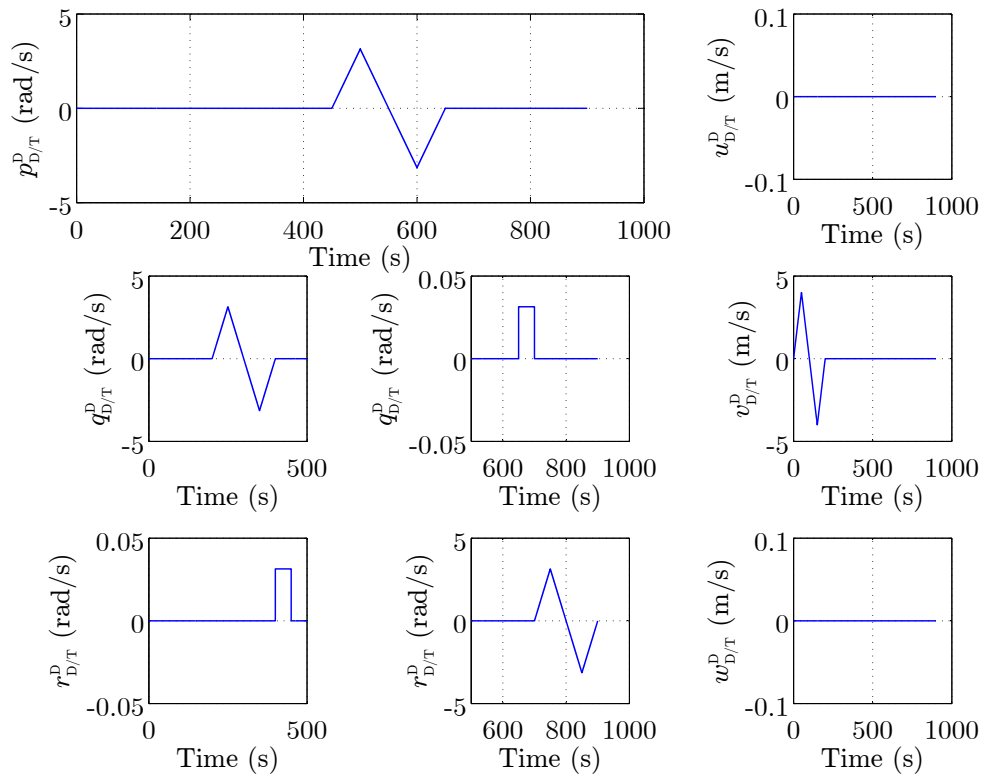 p^D_{D/T} (rad/s)
5
0
-5
0 200 400 600 800 1000
Time (s)
u^D_{D/T} (m/s)
0.1
0
-0.1
0 500 1000
Time (s)
q^D_{D/T} (rad/s)
5
0
-5
0 500
Time (s)
q^D_{D/T} (rad/s)
0.05
0
-0.05
600 800 1000
Time (s)
v^D_{D/T} (m/s)
5
0
-5
0 500 1000
Time (s)
r^D_{D/T} (rad/s)
0.05
0
-0.05
0 500
Time (s)
r^D_{D/T} (rad/s)
5
0
-5
600 800 1000
Time (s)
w^D_{D/T} (m/s)
0.1
0
-0.1
0 500 1000
Time (s)